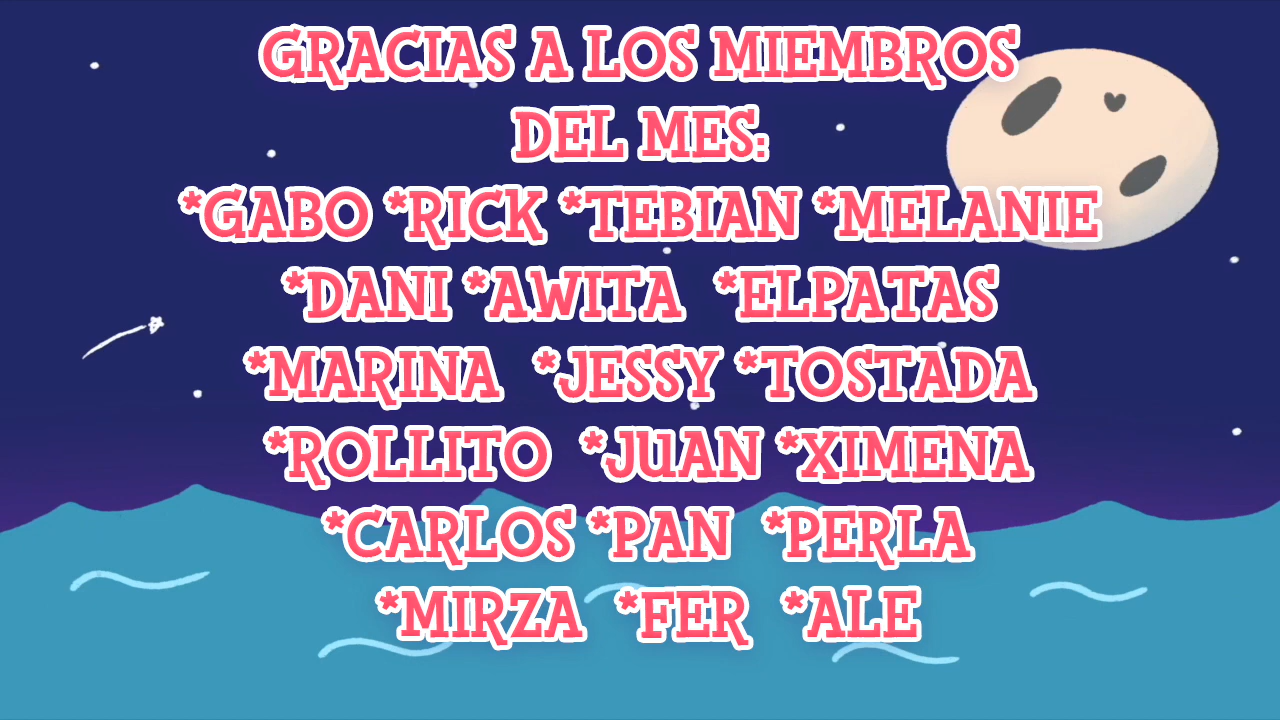 GRACIAS A LOS MIEMBROS
DEL MES:
*GABO *RICK *TEBIAN *MELANIE
*DANI *AWITA *ELPATAS
*MARINA *JESSY *TOSTADA
*ROLLITO *JUAN *XIMENA
*CARLOS *PAN *PERLA
*MIRZA *FER *ALE